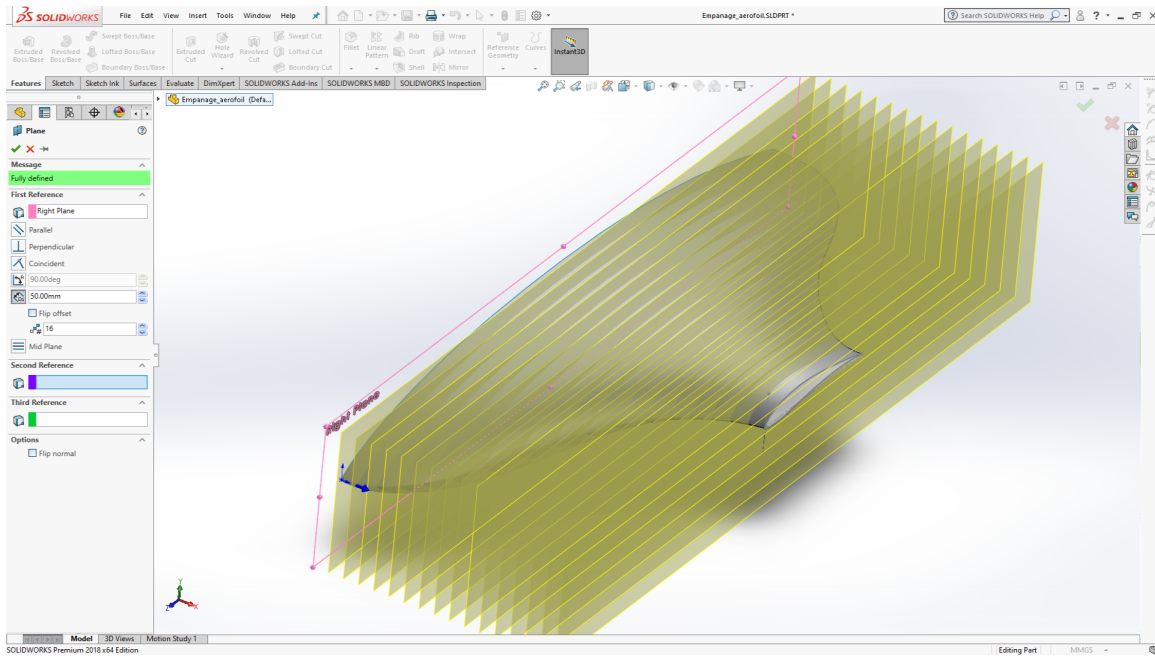 SOLIDWORKS File Edit View Insert Tools Window Help Empanage_aerofoil.SLDPRT * Search SOLIDWORKS Help
Extruded Boss/Base
Revolved Boss/Base
Swept Boss/Base
Lofted Boss/Base
Boundary Boss/Base
Extruded Cut
Hole Wizard
Revolved Cut
Swept Cut
Lofted Cut
Boundary Cut
Fillet
Linear Pattern
Rib
Draft
Shell
Wrap
Intersect
Mirror
Reference Geometry
Curves
Instant3D
Features Sketch Sketch Ink Surfaces Evaluate DimXpert SOLIDWORKS Add-Ins SOLIDWORKS MBD SOLIDWORKS Inspection
Empanage_aerofoil (Defa...
Plane
Message
Fully defined
First Reference
Right Plane
Parallel
Perpendicular
Coincident
90.00deg
50.00mm
Flip offset
16
Mid Plane
Second Reference
Third Reference
Options
Flip normal
Right Plane
Y
Z
X
Model 3D Views Motion Study 1
SOLIDWORKS Premium 2018 x64 Edition Editing Part MMGS